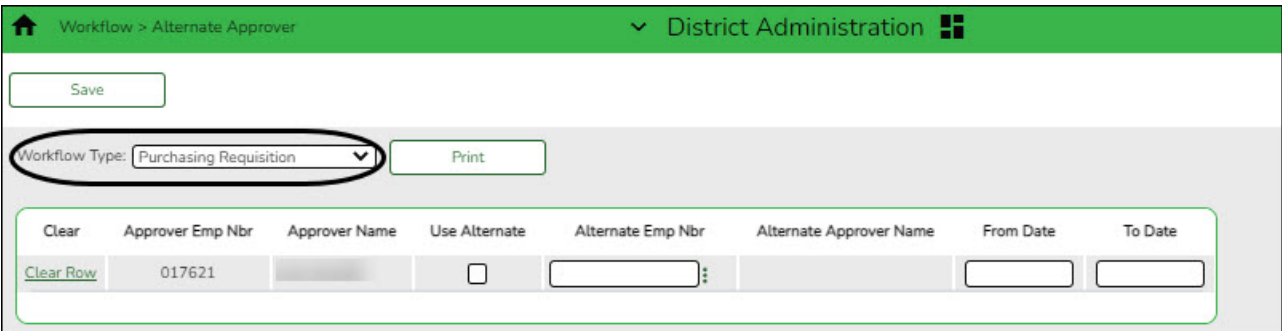 Workflow > Alternate Approver
District Administration
Save
Workflow Type: Purchasing Requisition
Print
Clear Approver Emp Nbr Approver Name Use Alternate Alternate Emp Nbr Alternate Approver Name From Date To Date
Clear Row 017621